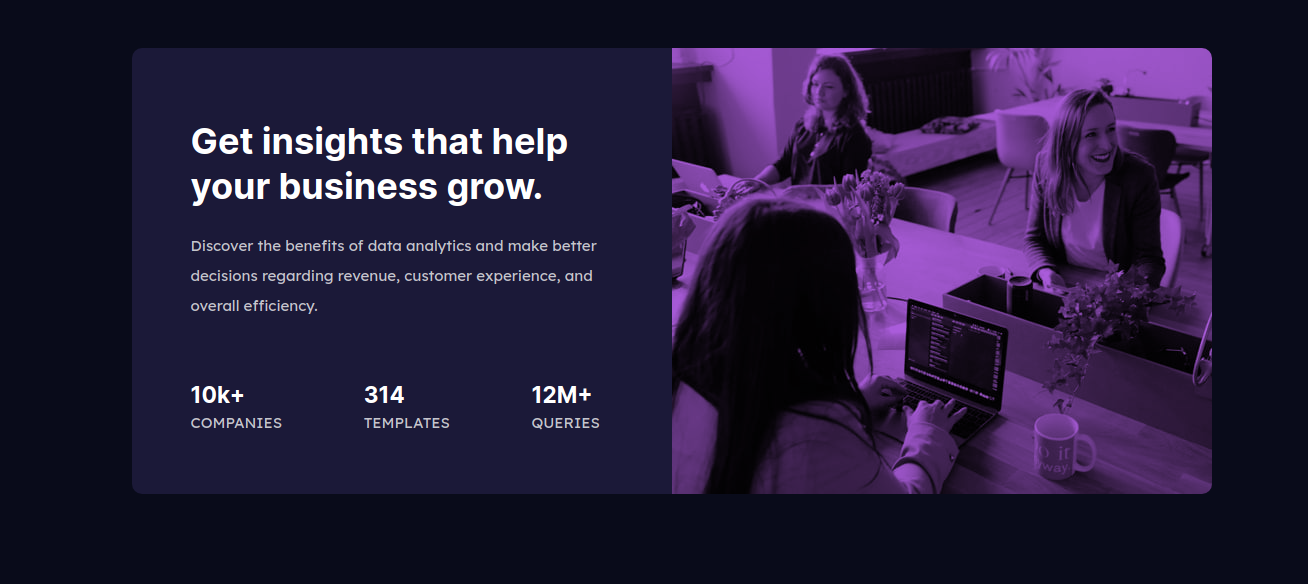 Get insights that help
your business grow.
Discover the benefits of data analytics and make better
decisions regarding revenue, customer experience, and
overall efficiency.
10k+ 314 12M+
COMPANIES TEMPLATES QUERIES